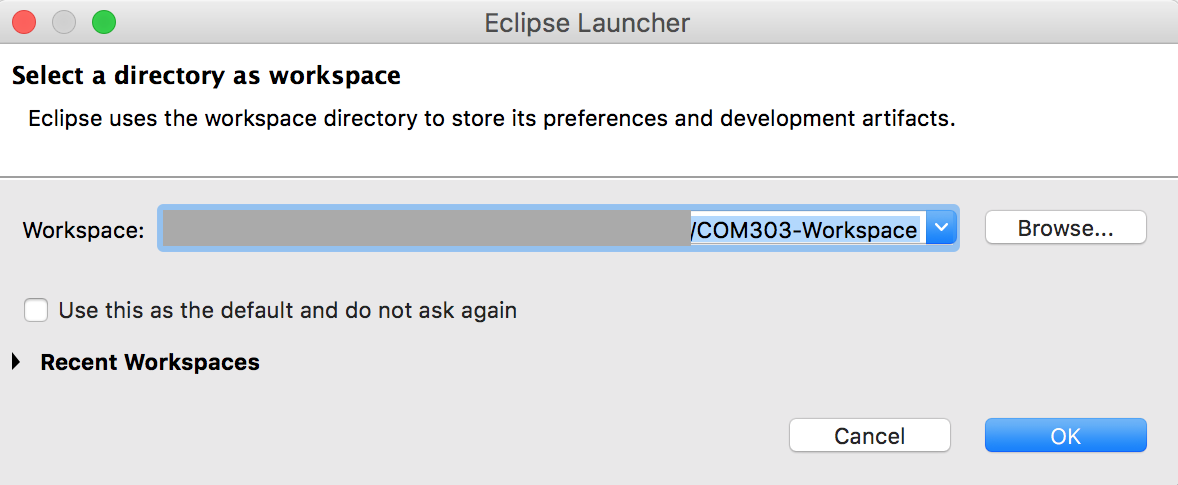 Eclipse Launcher
Select a directory as workspace
Eclipse uses the workspace directory to store its preferences and development artifacts.
Workspace: /COM303-Workspace Browse...
Use this as the default and do not ask again
Recent Workspaces
Cancel OK